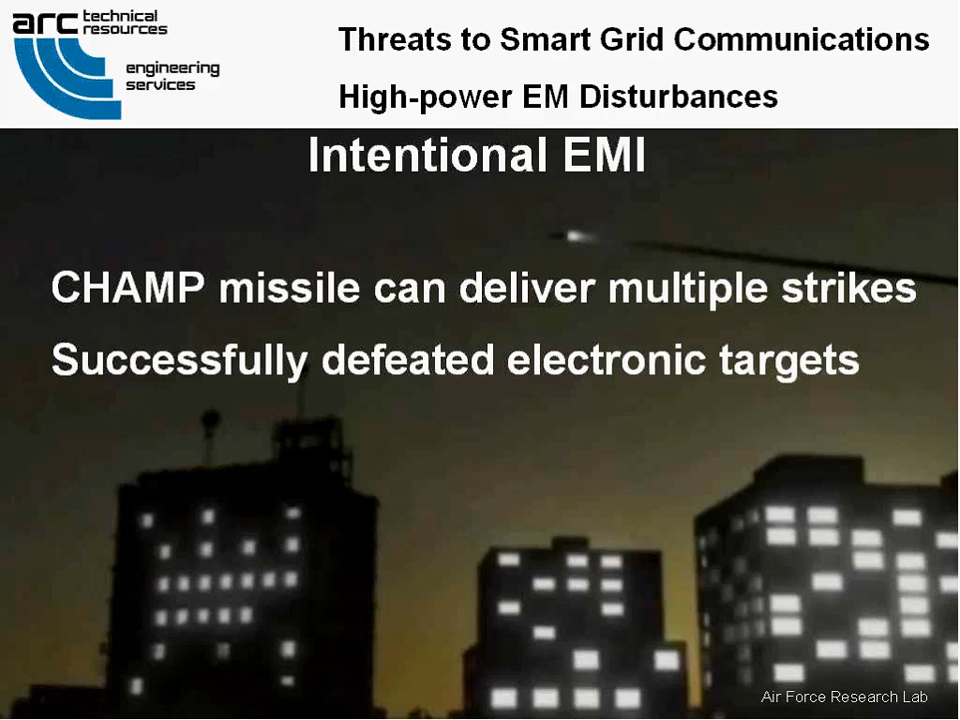 arc technical resources
engineering services
Threats to Smart Grid Communications
High-power EM Disturbances
Intentional EMI
CHAMP missile can deliver multiple strikes
Successfully defeated electronic targets
Air Force Research Lab